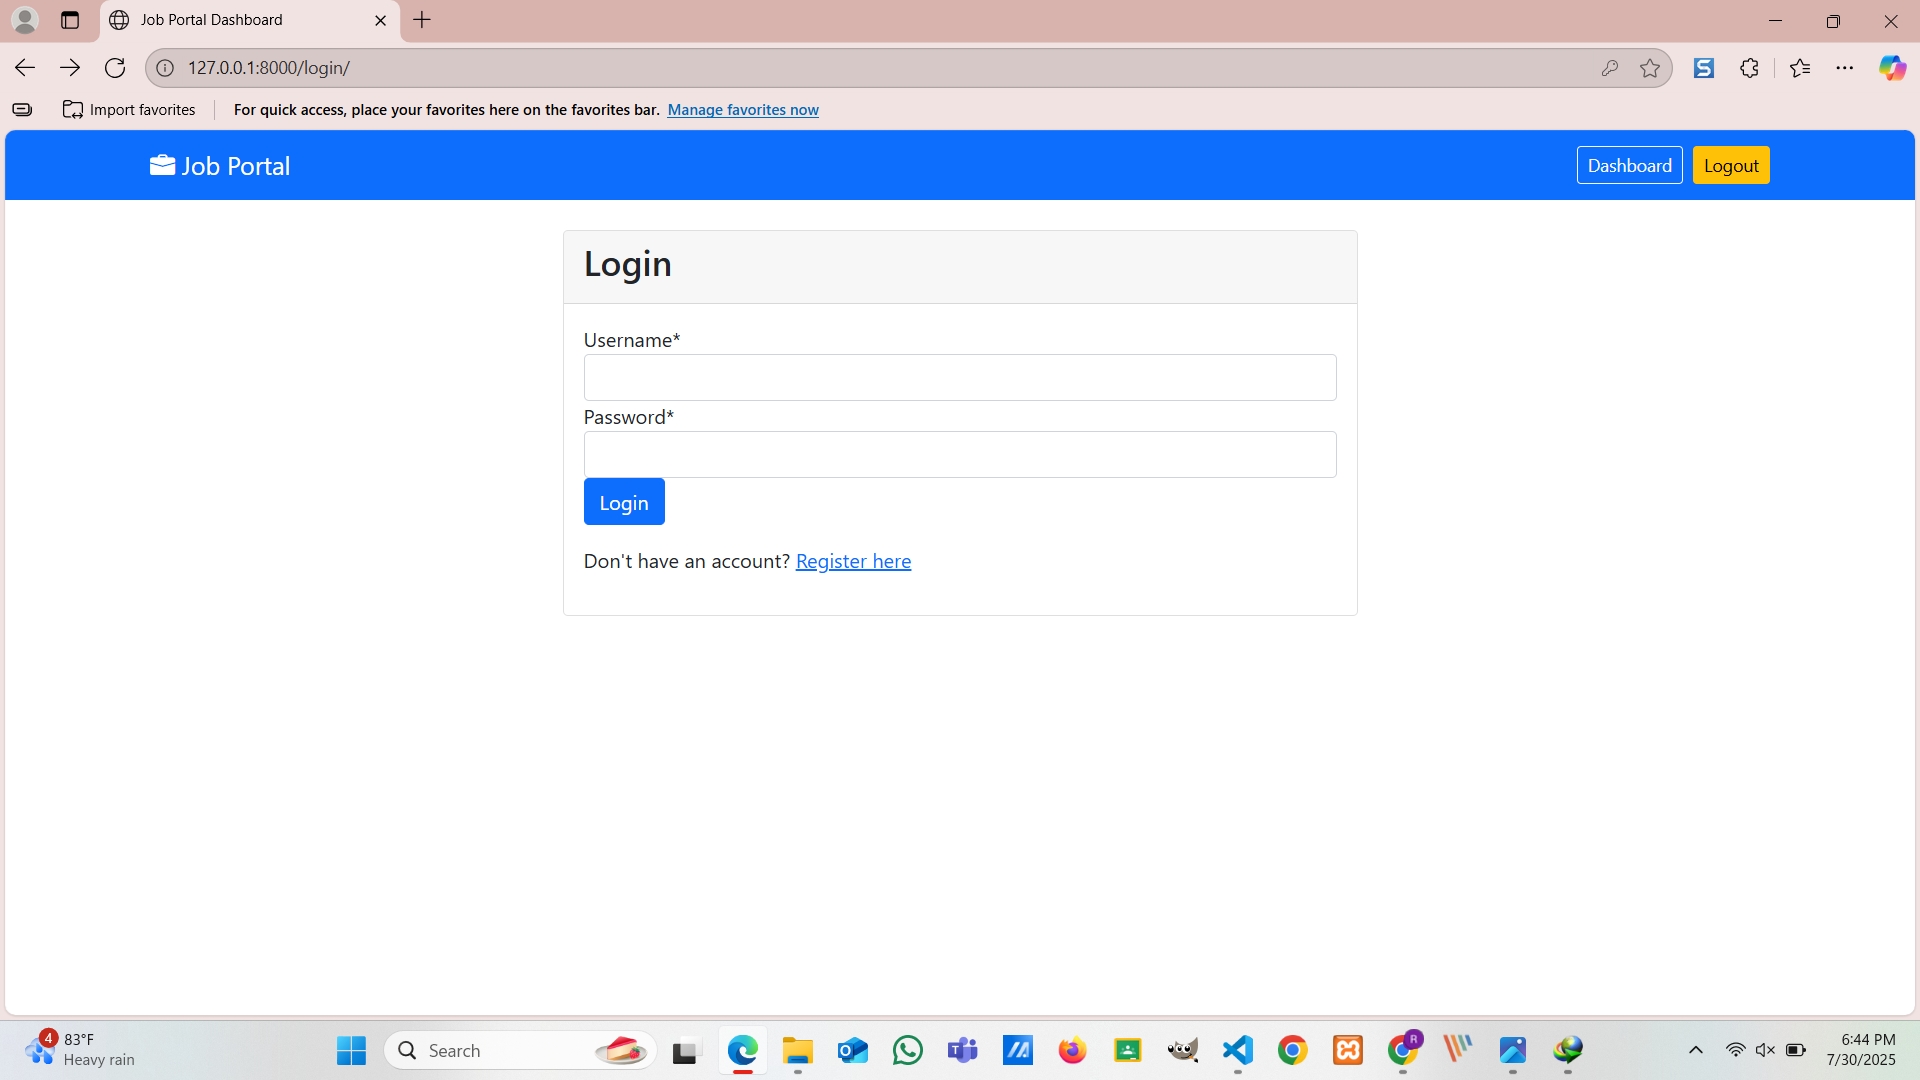 Job Portal Dashboard
127.0.0.1:8000/login/
Import favorites
For quick access, place your favorites here on the favorites bar. Manage favorites now
Job Portal
Dashboard
Logout
Login
Username*
Password*
Login
Don't have an account? Register here
4
83°F
Heavy rain
Search
R
6:44 PM
7/30/2025